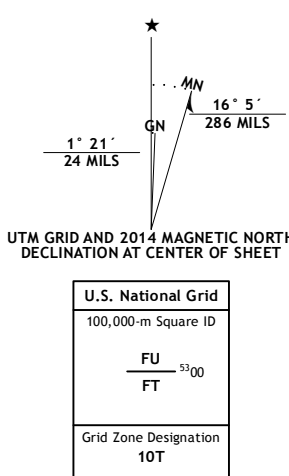 MN
GN
16° 5´
286 MILS
1° 21´
24 MILS
UTM GRID AND 2014 MAGNETIC NORTH
DECLINATION AT CENTER OF SHEET
U.S. National Grid
100,000-m Square ID
FU
5300
FT
Grid Zone Designation
10T